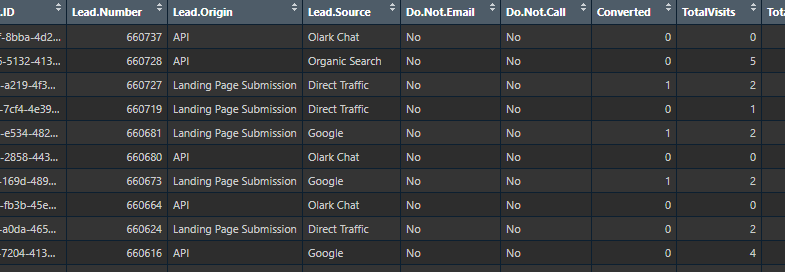 .ID Lead.Number Lead.Origin Lead.Source Do.Not.Email Do.Not.Call Converted TotalVisits Tot
f-8bba-4d2... 660737 API Olark Chat No No 0 0
5-5132-413... 660728 API Organic Search No No 0 5
-a219-4f3... 660727 Landing Page Submission Direct Traffic No No 1 2
-7cf4-4e39... 660719 Landing Page Submission Direct Traffic No No 0 1
-e534-482... 660681 Landing Page Submission Google No No 1 2
-2858-443... 660680 API Olark Chat No No 0 0
-169d-489... 660673 Landing Page Submission Google No No 1 2
-fb3b-45e... 660664 API Olark Chat No No 0 0
-a0da-465... 660624 Landing Page Submission Direct Traffic No No 0 2
-7204-413... 660616 API Google No No 0 4